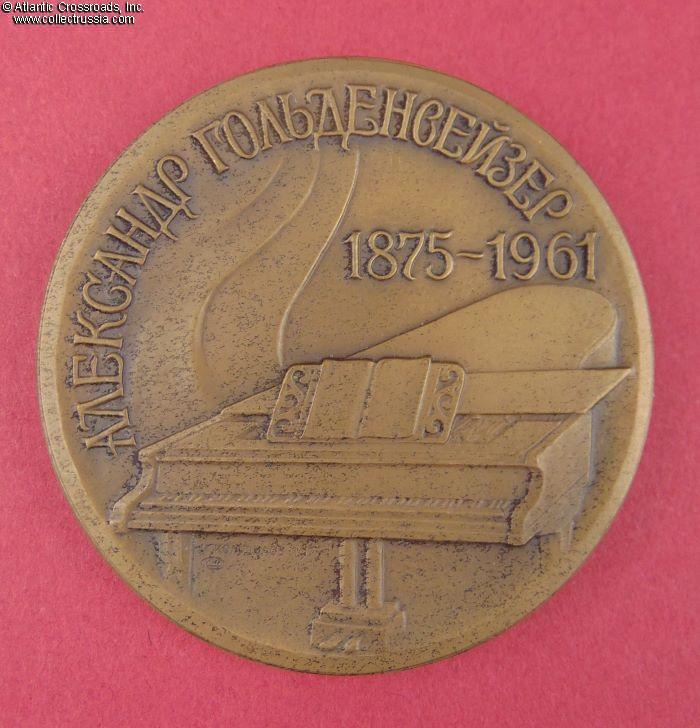 © Atlantic Crossroads, Inc.
www.collectrussia.com
АЛЕКСАНДР ГОЛЬДЕНВЕЙЗЕР
1875-1961